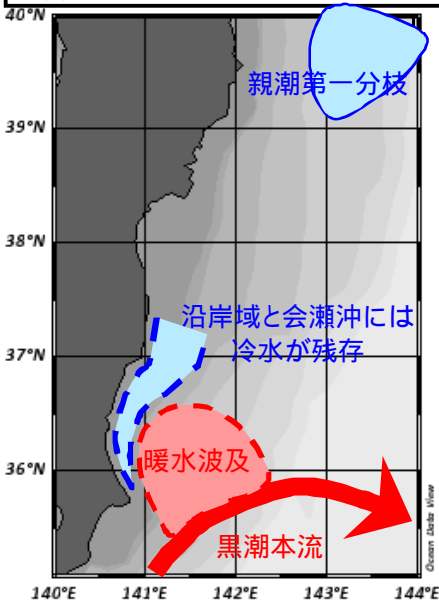 40°N
親潮第一分枝
39°N
38°N
沿岸域と会瀬沖には
冷水が残存
37°N
暖水波及
36°N
黒潮本流
Ocean Data View
140°E
141°E
142°E
143°E
144°E